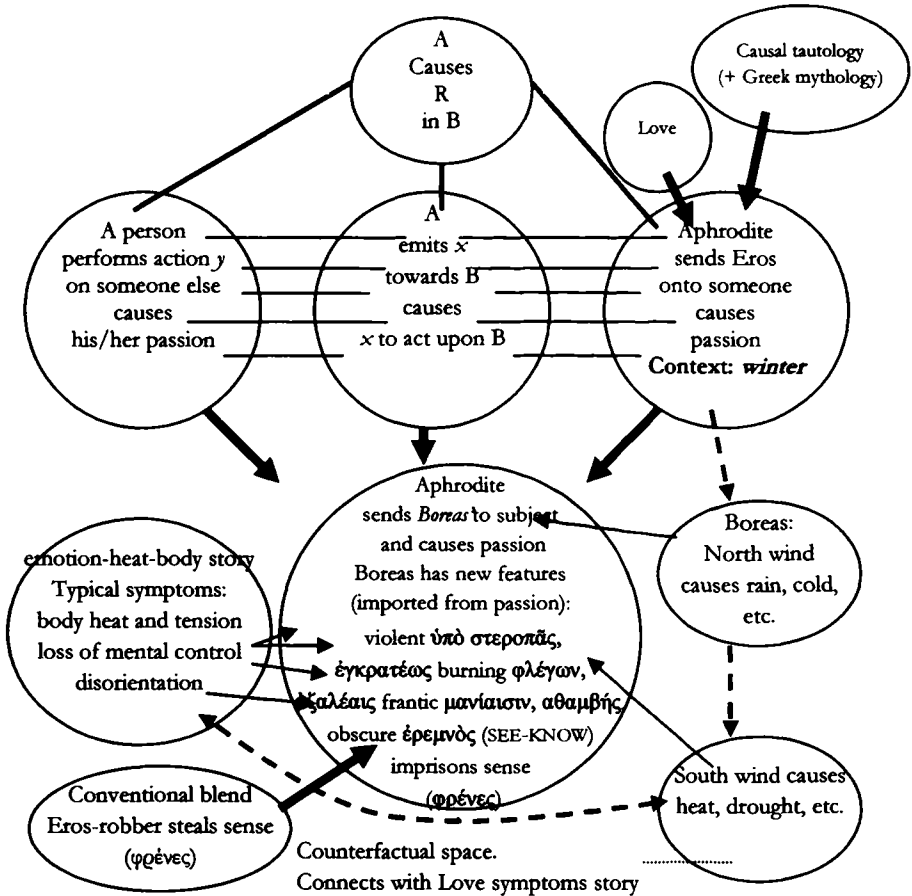 A
Causes
R
in B
Causal tautology
(+ Greek mythology)
Love
A person
performs action y
on someone else
causes
his/her passion
A
emits x
towards B
causes
x to act upon B
Aphrodite
sends Eros
onto someone
causes
passion
Context: winter
Aphrodite
sends Boreas to subject
and causes passion
Boreas has new features
(imported from passion):
violent ὑπὸ στεροπᾶς,
ἐγκρατέως burning φλέγων,
ἀζαλέαις frantic μανίαισιν, αθαμβής,
obscure ἐρεμνὸς (SEE-KNOW)
imprisons sense
(φρένες)
Boreas:
North wind
causes rain, cold,
etc.
emotion-heat-body story
Typical symptoms:
body heat and tension
loss of mental control
disorientation
South wind causes
heat, drought, etc.
Conventional blend
Eros-robber steals sense
(φρένες)
Counterfactual space.
Connects with Love symptoms story